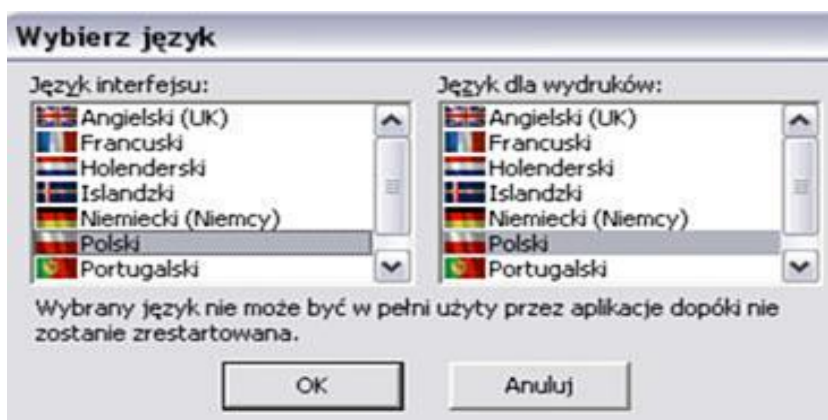 Wybierz język
Język interfejsu:
Angielski (UK)
Francuski
Holenderski
Islandzki
Niemiecki (Niemcy)
Polski
Portugalski
Język dla wydruków:
Angielski (UK)
Francuski
Holenderski
Islandzki
Niemiecki (Niemcy)
Polski
Portugalski
Wybrany język nie może być w pełni użyty przez aplikacje dopóki nie
zostanie zrestartowana.
OK
Anuluj